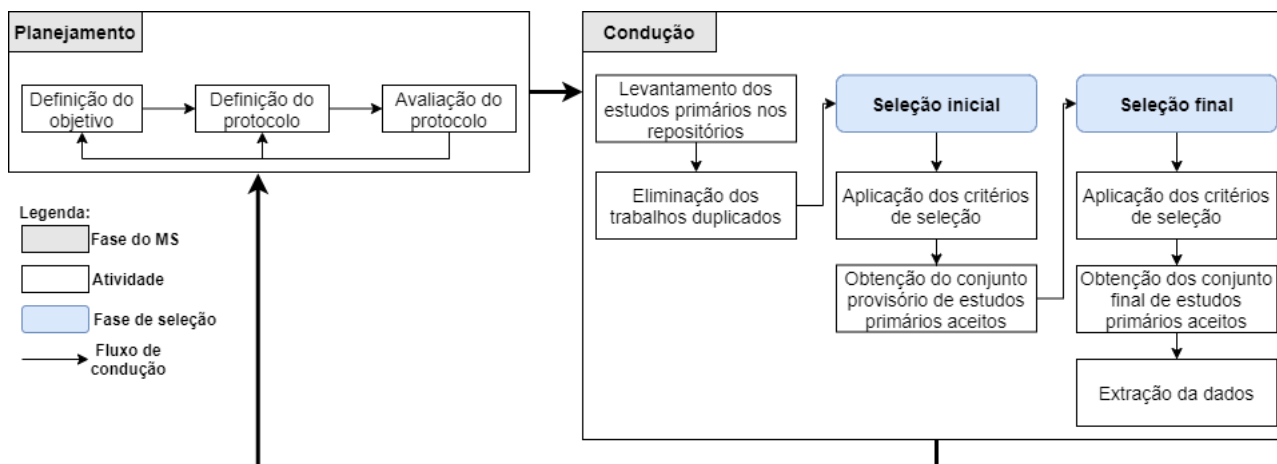 Planejamento
Definição do
objetivo
Definição do
protocolo
Avaliação do
protocolo
Legenda:
Fase do MS
Atividade
Fase de seleção
Fluxo de
condução
Condução
Levantamento dos
estudos primários nos
repositórios
Eliminação dos
trabalhos duplicados
Seleção inicial
Aplicação dos critérios
de seleção
Obtenção do conjunto
provisório de estudos
primários aceitos
Seleção final
Aplicação dos critérios
de seleção
Obtenção dos conjunto
final de estudos
primários aceitos
Extração da dados